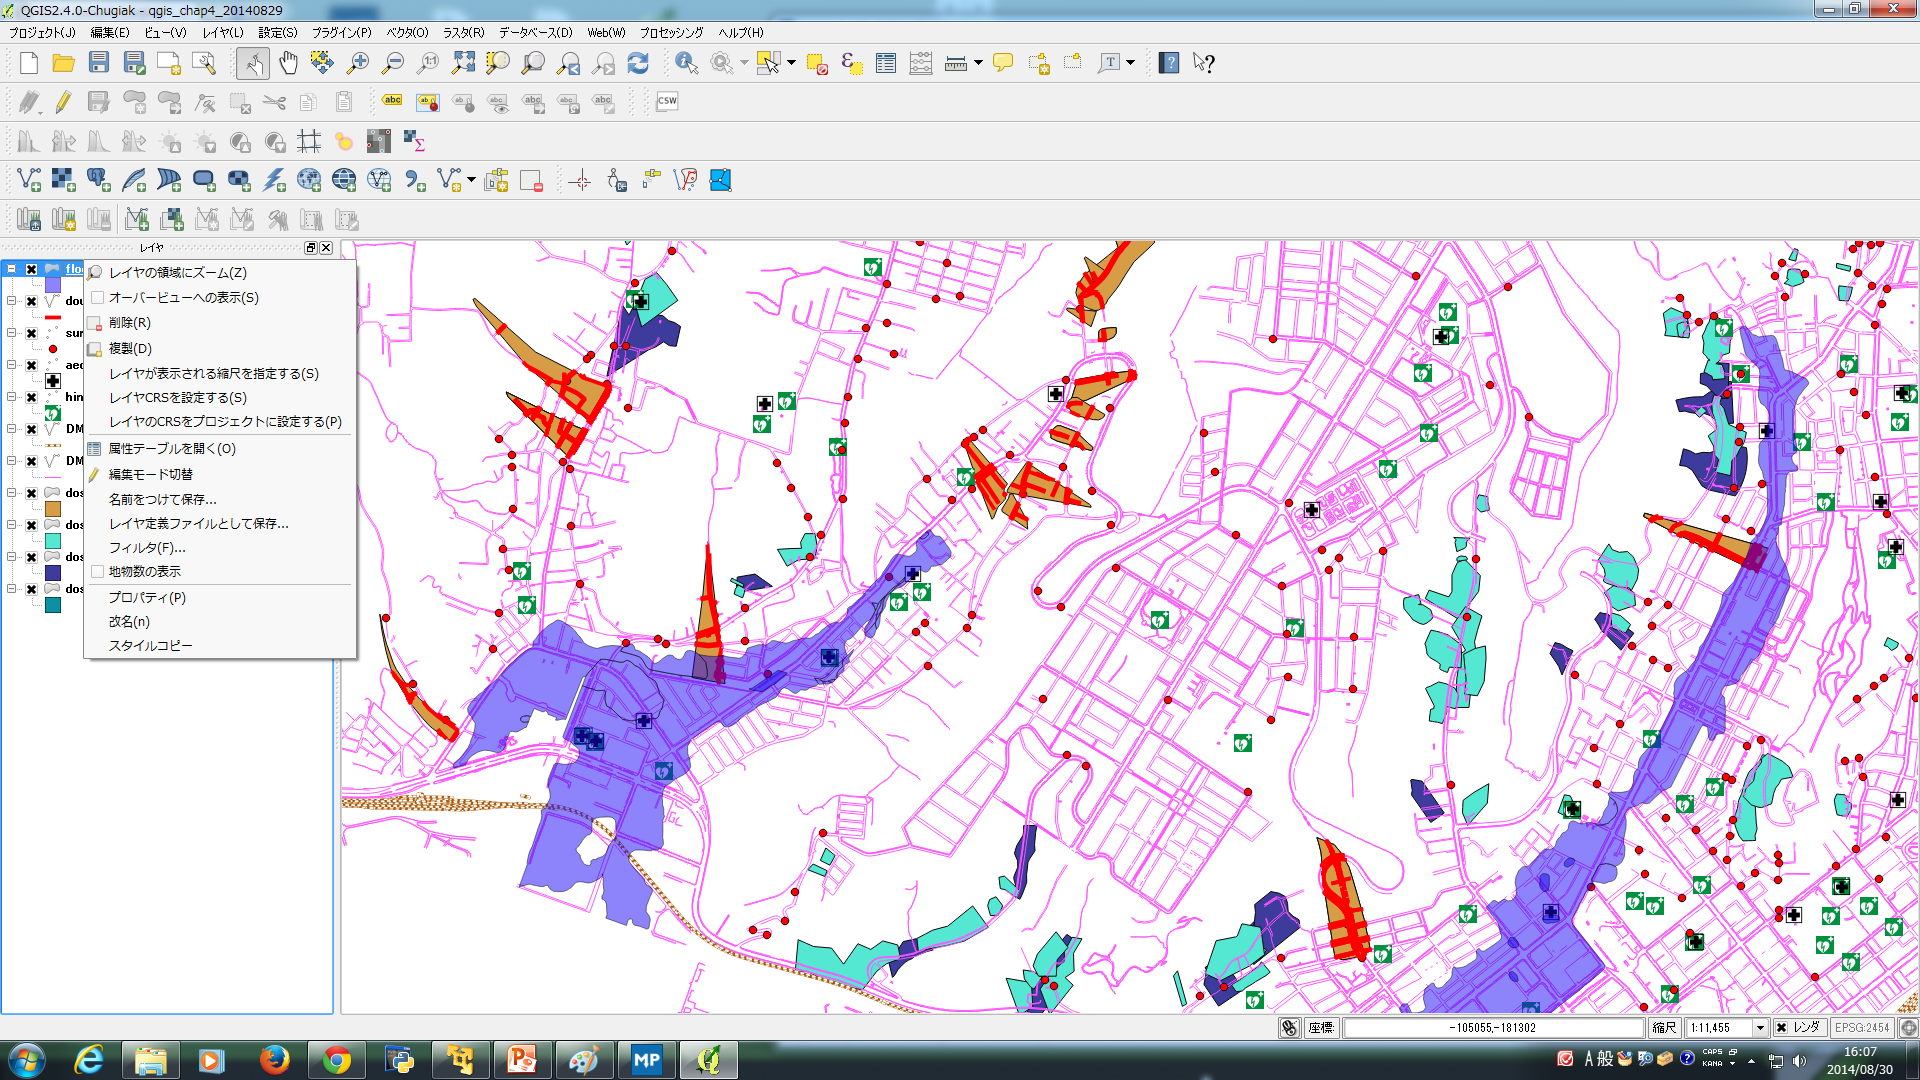 QGIS2.4.0-Chugiak - qgis_chap4_20140829
プロジェクト(J) 編集(E) ビュー(V) レイヤ(L) 設定(S) プラグイン(P) ベクタ(O) ラスタ(R) データベース(D) Web(W) プロセッシング ヘルプ(H)
abc
CSW
レイヤ
floo
dou
sur
aed
hin
DM
DM
dos
dos
dos
dos
レイヤの領域にズーム(Z)
オーバービューへの表示(S)
削除(R)
複製(D)
レイヤが表示される縮尺を指定する(S)
レイヤCRSを設定する(S)
レイヤのCRSをプロジェクトに設定する(P)
属性テーブルを開く(O)
編集モード切替
名前をつけて保存...
レイヤ定義ファイルとして保存...
フィルタ(F)...
地物数の表示
プロパティ(P)
改名(n)
スタイルコピー
座標: -105055,-181302 縮尺 1:11,455 レンダ EPSG:2454
MP
A 般 CAPS KANA
16:07
2014/08/30